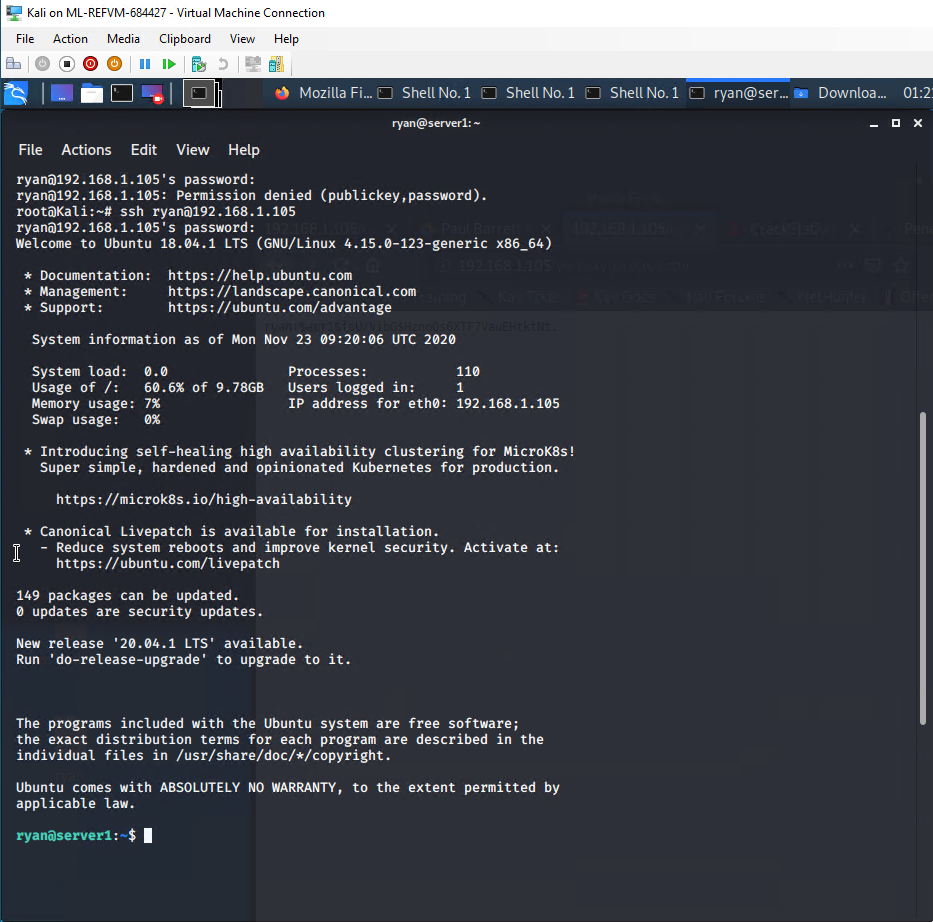 Kali on ML-REFVM-684427 - Virtual Machine Connection
File Action Media Clipboard View Help
Mozilla Fi... Shell No. 1 Shell No. 1 Shell No. 1 ryan@ser... Downloa... 01:2
ryan@server1: ~
File Actions Edit View Help
ryan@192.168.1.105's password:
ryan@192.168.1.105: Permission denied (publickey,password).
root@Kali:~# ssh ryan@192.168.1.105
ryan@192.168.1.105's password:
Welcome to Ubuntu 18.04.1 LTS (GNU/Linux 4.15.0-123-generic x86_64)
* Documentation: https://help.ubuntu.com
* Management: https://landscape.canonical.com
* Support: https://ubuntu.com/advantage
System information as of Mon Nov 23 09:20:06 UTC 2020
System load: 0.0 Processes: 110
Usage of /: 60.6% of 9.78GB Users logged in: 1
Memory usage: 7% IP address for eth0: 192.168.1.105
Swap usage: 0%
* Introducing self-healing high availability clustering for MicroK8s!
Super simple, hardened and opinionated Kubernetes for production.
https://microk8s.io/high-availability
* Canonical Livepatch is available for installation.
- Reduce system reboots and improve kernel security. Activate at:
https://ubuntu.com/livepatch
149 packages can be updated.
0 updates are security updates.
New release '20.04.1 LTS' available.
Run 'do-release-upgrade' to upgrade to it.
The programs included with the Ubuntu system are free software;
the exact distribution terms for each program are described in the
individual files in /usr/share/doc/*/copyright.
Ubuntu comes with ABSOLUTELY NO WARRANTY, to the extent permitted by
applicable law.
ryan@server1:~$